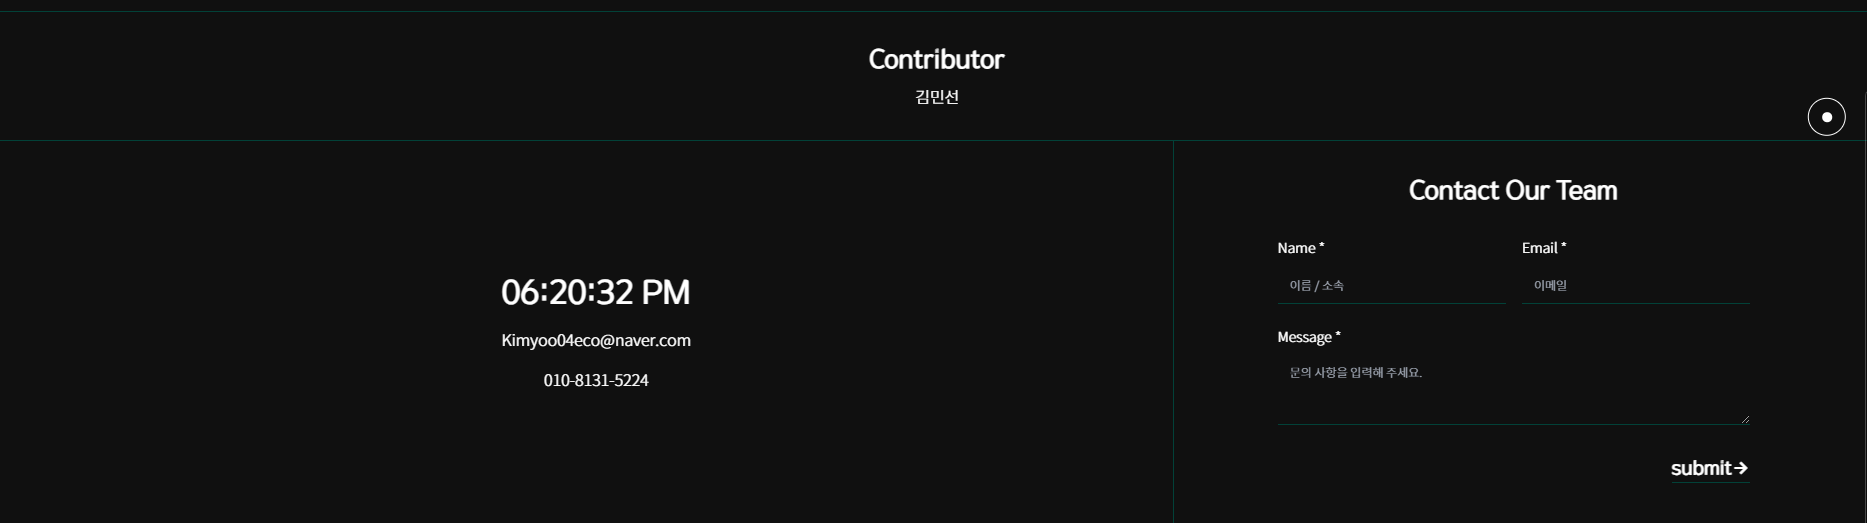 Contributor
김민선
06:20:32 PM
Kimyoo04eco@naver.com
010-8131-5224
Contact Our Team
Name * Email *
이름 / 소속 이메일
Message *
문의 사항을 입력해 주세요.
submit→